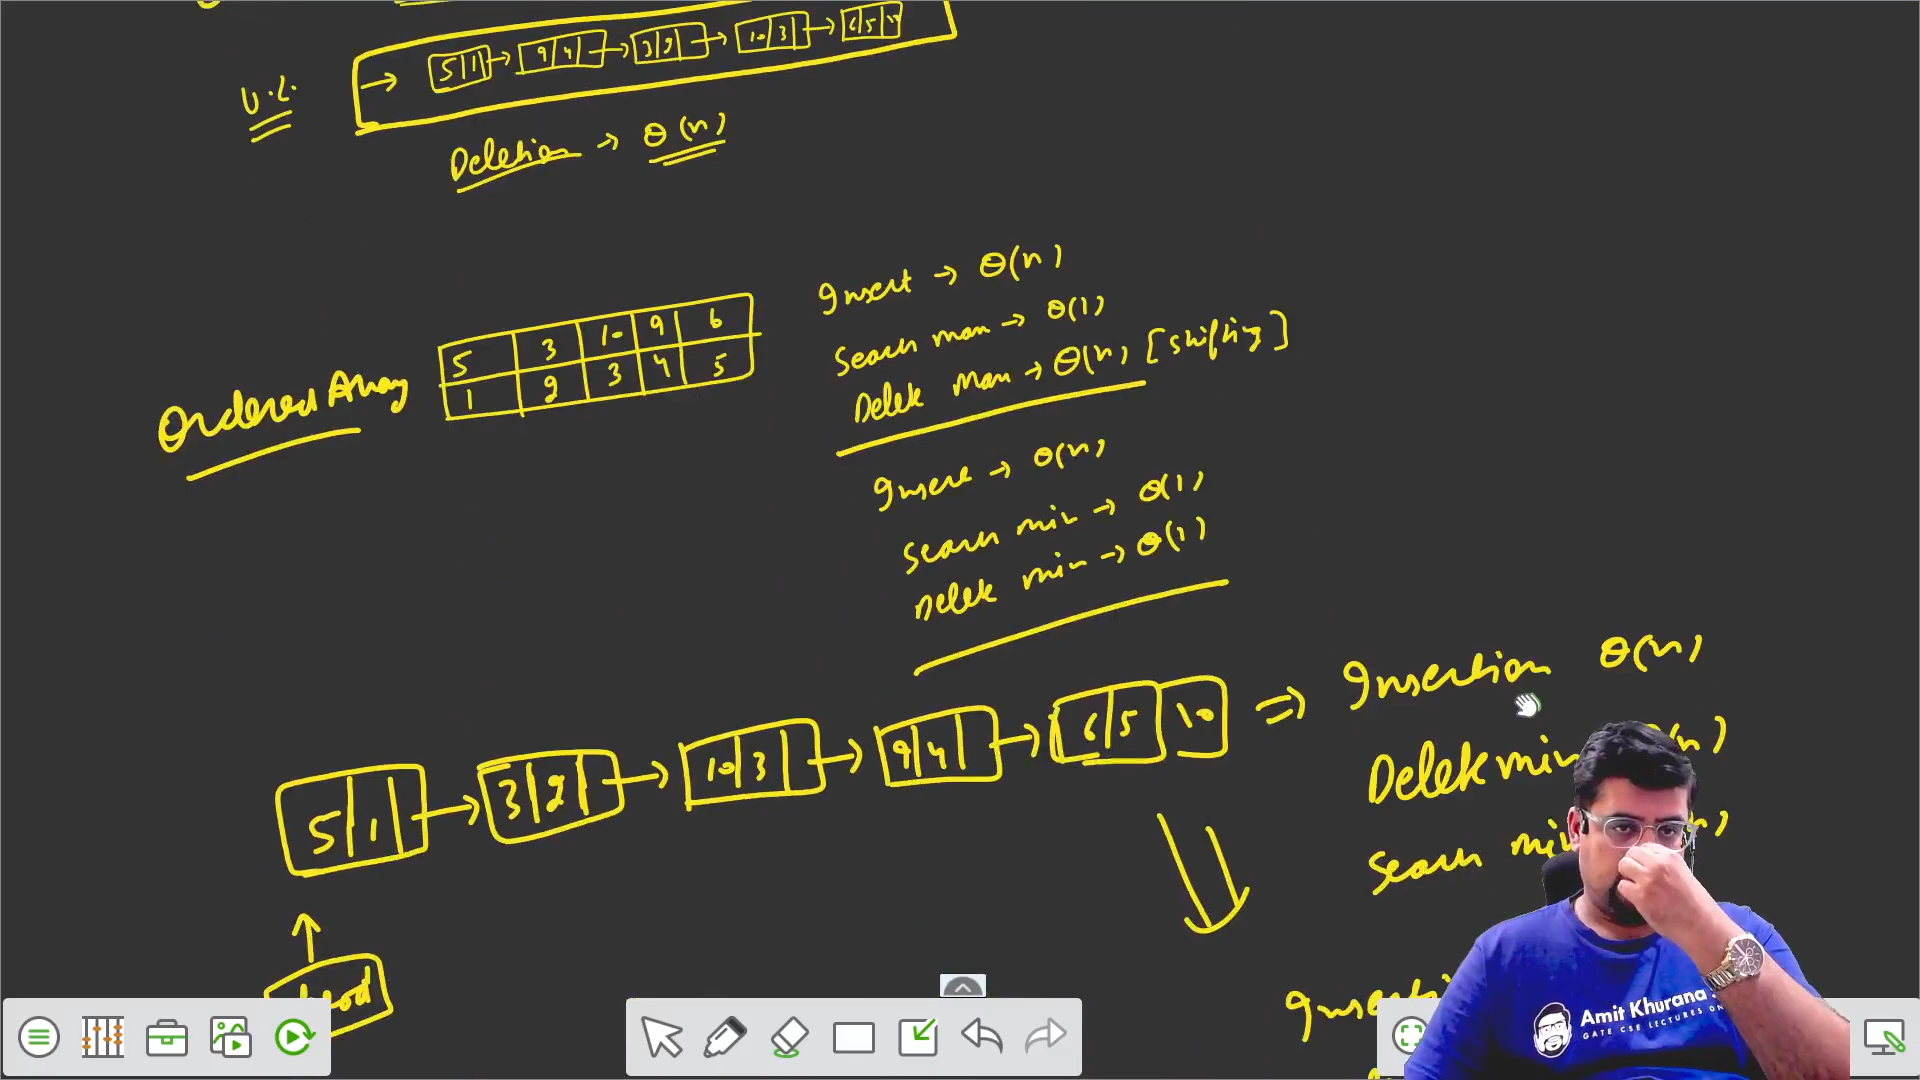 5 1 → 9 4 → 3 2 → 10 3 → 6 5
U.L.
Deletion → θ(n)
Ordered Array
5 3 10 9 6
1 2 3 4 5
Insert → θ(n)
Search max → θ(1)
Delete Max → θ(n) [shifting]
Insert → θ(n)
Search min → θ(1)
Delete min → θ(1)
5 1 → 3 2 → 10 3 → 9 4 → 6 5 \0 ⇒ Insertion θ(n)
Delete min
Search min
Amit Khurana
GATE CSE LECTURES